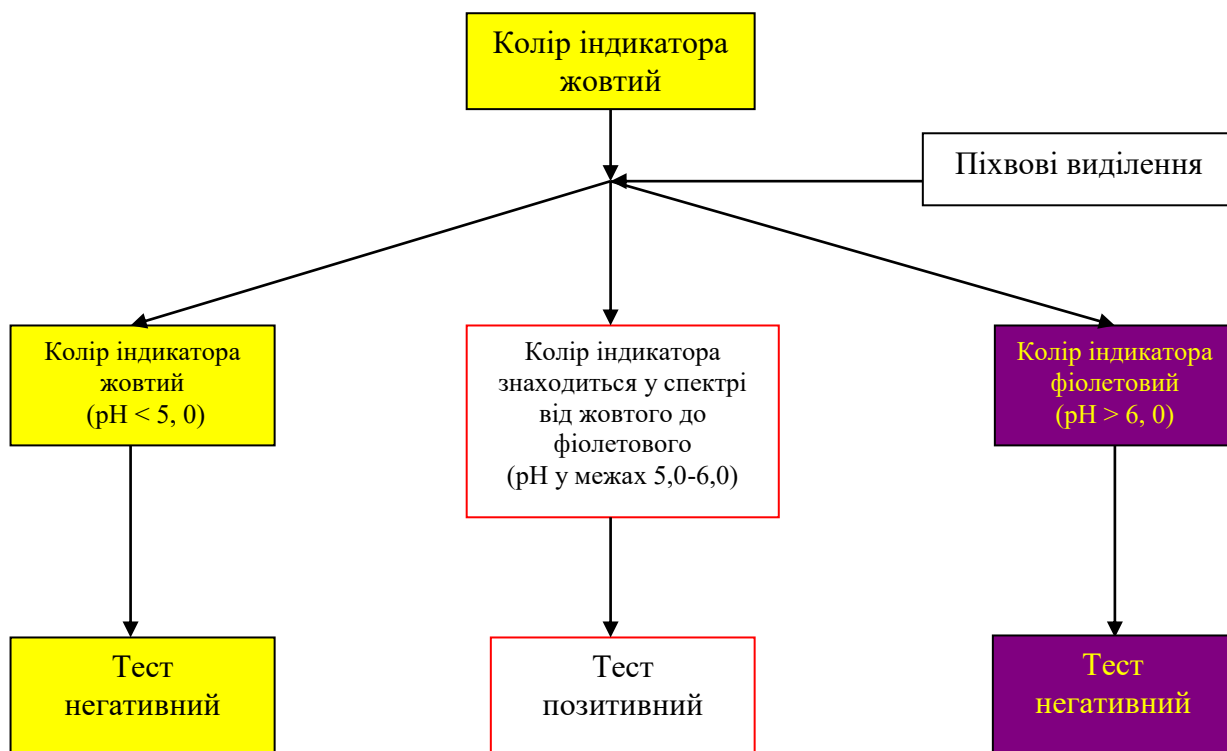 Колір індикатора
жовтий
Піхвові виділення
Колір індикатора
жовтий
(pH < 5, 0)
Колір індикатора
знаходиться у спектрі
від жовтого до
фіолетового
(pH у межах 5,0-6,0)
Колір індикатора
фіолетовий
(pH > 6, 0)
Тест
негативний
Тест
позитивний
Тест
негативний